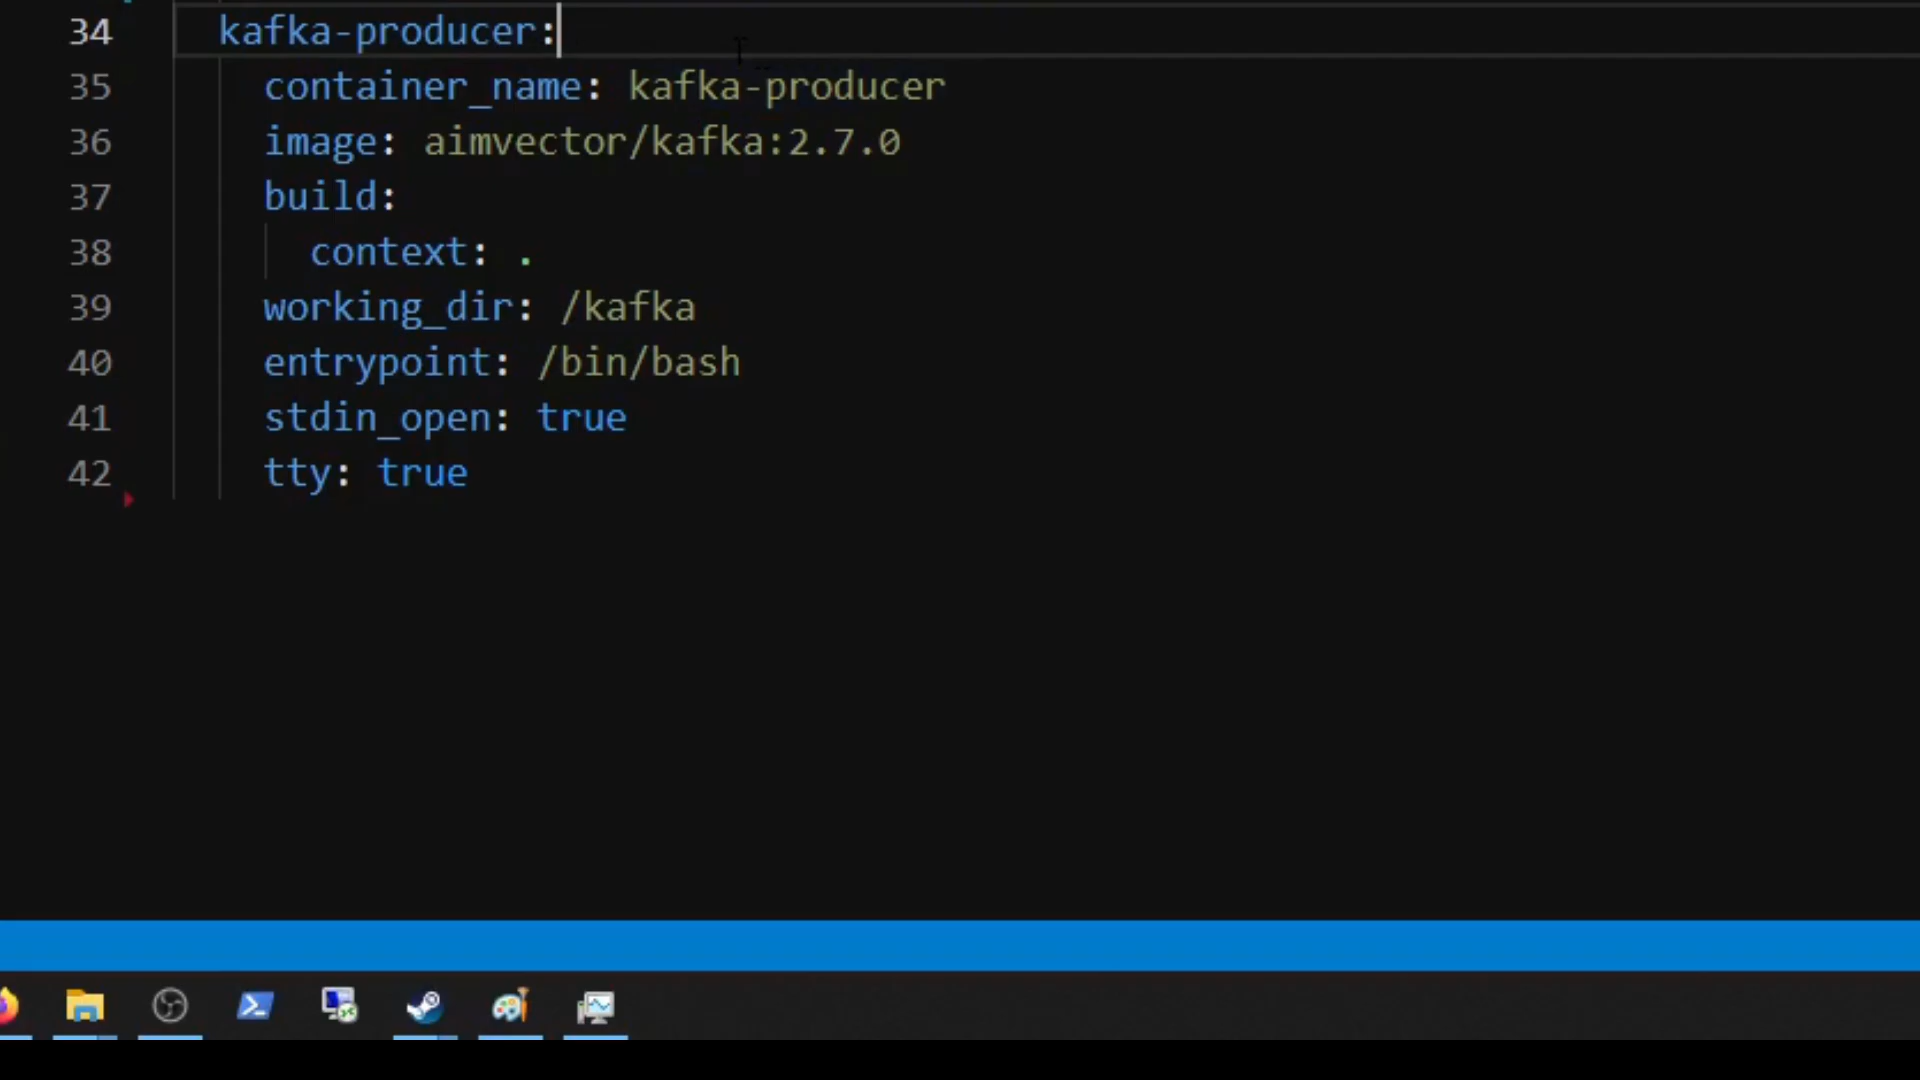 34 kafka-producer:
35 container_name: kafka-producer
36 image: aimvector/kafka:2.7.0
37 build:
38 context: .
39 working_dir: /kafka
40 entrypoint: /bin/bash
41 stdin_open: true
42 tty: true